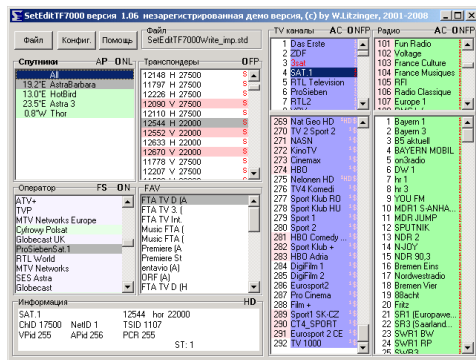 SetEditTF7000 версия 1.06 незарегистрированная демо версия, (c) by W.Litzinger, 2001-2008
Файл
Конфиг.
Помощь
Файл
SetEditTF7000Write_imp.std
Спутники AP ONL
All
19.2°E AstraBarbara
13.0°E HotBird
23.5°E Astra 3
0.8°W Thor
Транспондеры OFP
12148 H 27500 S
11797 H 27500 S
12226 H 27500 S
12090 V 27500 S
12110 H 27500 S
12544 H 22000 S
12552 V 22000 S
12633 H 22000 S
12670 V 22000 S
11778 V 27500 S
12207 V 27500 S
Оператор FS ON
ATV+
TVP
MTV Networks Europe
Cyfrowy Polsat
Globecast UK
ProSiebenSat.1
RTL World
MTV Networks
SES Astra
Globecast
FAV
FTA TV D (A
FTA TV 3. (
FTA TV Int.
Music FTA (
Music FTA (
Premiere (A
Premiere St
entavio (A)
ORF (A)
FTA TV D (H
Информация HD
SAT.1 12544 hor 22000
CHD 17500 NetID 1 TSID 1107
VPid 255 APid 256 PCR 255
ST: 1
TV каналы AC ONFP
1 Das Erste
2 ZDF
3 3sat
4 SAT.1
5 RTL Television
6 ProSieben
7 RTL2
269 Nat Geo HD
270 TV 2 Sport 2
271 NASN
272 KinoTV
273 Cinemax
274 HBO
275 Nelonen HD
276 TV4 Komedi
277 Sport Klub RO
278 Sport Klub HU
279 Sport 1
280 Sport 2
281 HBO Comedy ...
282 Sport Klub +
283 HBO Adria
284 DigiFilm 1
285 DigiFilm 2
286 Eurosport2
287 Pro Cinema
288 Film +
289 Sport1 SK-CZ
290 CT4_SPORT
291 Eurosport 2 CE
292 TV 1000
Радио AC ONFP
101 Fun Radio
102 Voltage
103 France Culture
104 France Musiques
105 RFI
106 Radio Classique
107 Europe 1
1 Bayern 1
2 Bayern 3
3 B5 aktuell
4 BAYERN MOBIL
5 on3radio
6 DW 1
7 hr 1
8 hr 3
9 YOU FM
10 MDR1 S-ANHA...
11 MDR JUMP
12 SPUTNIK
13 NDR 2
14 N-JOY
15 NDR 90,3
16 Bremen Eins
17 Nordwestradio
18 Bremen Vier
19 88acht
20 Fritz
21 SR1 (Europawe...
22 SR3 (Saarland...
23 SWR1 BW
24 SWR1 RP
25 SWR3